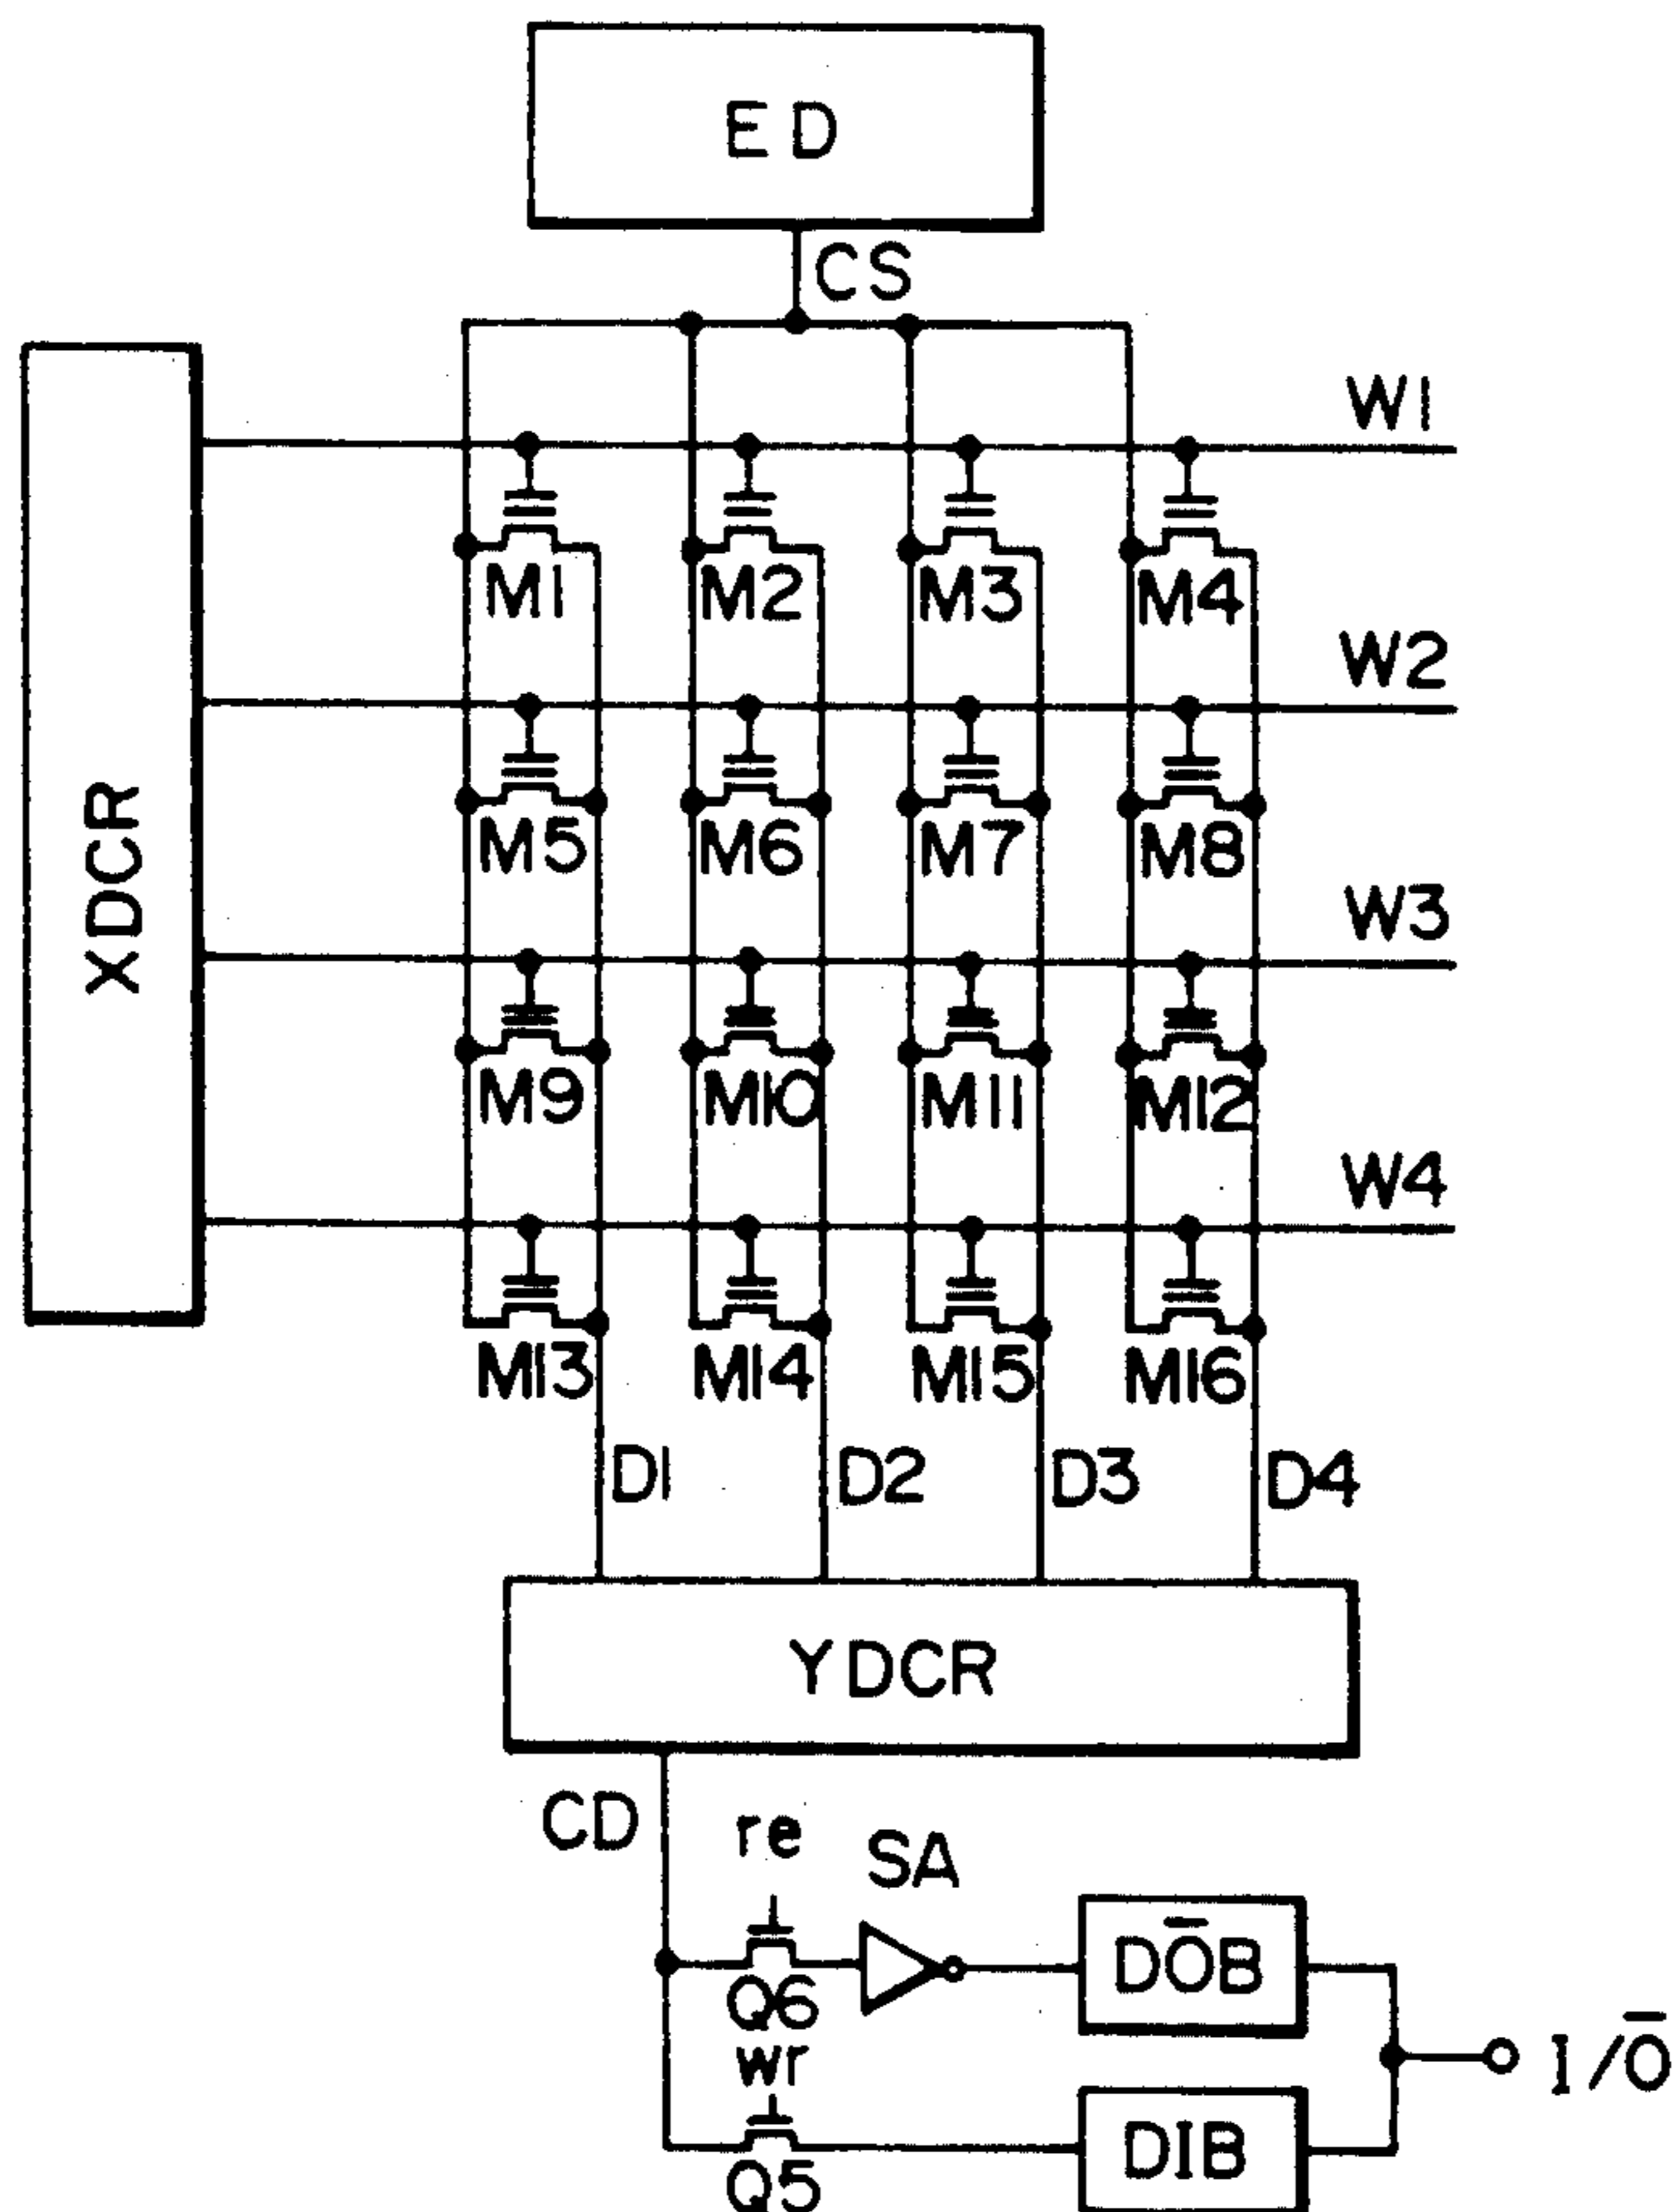 ED
CS
W1
M1 M2 M3 M4
W2
XDCR
M5 M6 M7 M8
W3
M9 M10 M11 M12
W4
M13 M14 M15 M16
D1 D2 D3 D4
YDCR
CD re SA
DO̅B
Q6
wr
I/O̅
DIB
Q5